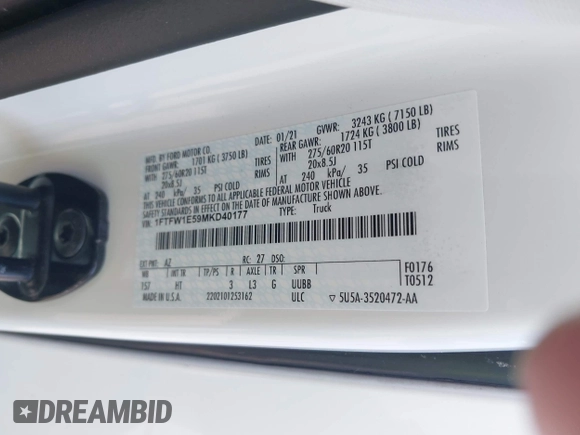 MFD. BY FORD MOTOR CO.
DATE: 01/21 GVWR: 3243 KG ( 7150 LB)
FRONT GAWR: 1701 KG ( 3750 LB) REAR GAWR: 1724 KG ( 3800 LB)
WITH 275/60R20 115T TIRES WITH 275/60R20 115T TIRES
20x8.5J RIMS 20x8.5J RIMS
AT 240 kPa/ 35 PSI COLD AT 240 kPa/ 35 PSI COLD
THIS VEHICLE CONFORMS TO ALL APPLICABLE FEDERAL MOTOR VEHICLE
SAFETY STANDARDS IN EFFECT ON THE DATE OF MANUFACTURE SHOWN ABOVE.
VIN: 1FTFW1E59MKD40177 TYPE: Truck
EXT PNT: AZ RC: 27 DSO: F0176
WB INT TR TP/PS R AXLE TR SPR T0512
157 HT 3 L3 G UUBB
MADE IN U.S.A. 2202101253162 ULC ▽ 5U5A-3520472-AA
DREAMBID